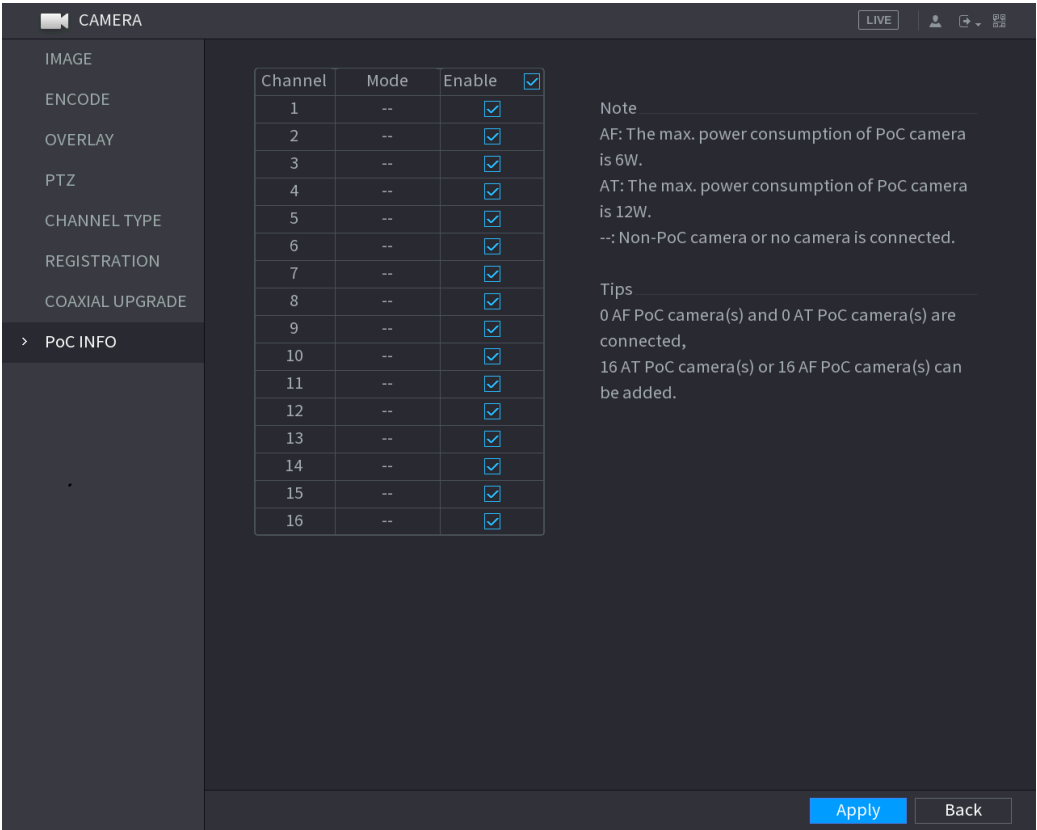 CAMERA
LIVE
IMAGE
ENCODE
OVERLAY
PTZ
CHANNEL TYPE
REGISTRATION
COAXIAL UPGRADE
PoC INFO
Channel Mode Enable
1 --
2 --
3 --
4 --
5 --
6 --
7 --
8 --
9 --
10 --
11 --
12 --
13 --
14 --
15 --
16 --
Note
AF: The max. power consumption of PoC camera
is 6W.
AT: The max. power consumption of PoC camera
is 12W.
--: Non-PoC camera or no camera is connected.
Tips
0 AF PoC camera(s) and 0 AT PoC camera(s) are
connected,
16 AT PoC camera(s) or 16 AF PoC camera(s) can
be added.
Apply
Back